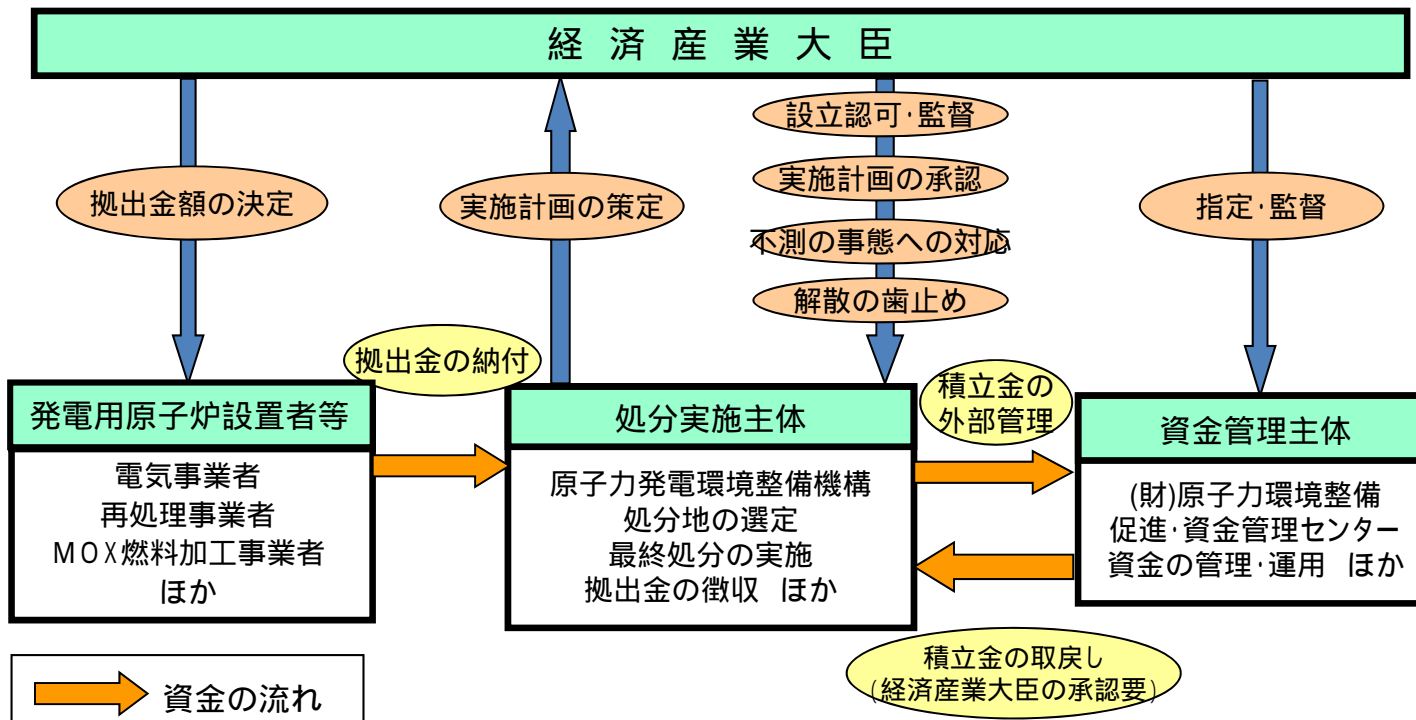 経済産業大臣
拠出金額の決定
実施計画の策定
設立認可・監督
実施計画の承認
不測の事態への対応
解散の歯止め
指定・監督
拠出金の納付
積立金の
外部管理
発電用原子炉設置者等
電気事業者
再処理事業者
MOX燃料加工事業者
ほか
処分実施主体
原子力発電環境整備機構
処分地の選定
最終処分の実施
拠出金の徴収 ほか
資金管理主体
(財)原子力環境整備
促進・資金管理センター
資金の管理・運用 ほか
積立金の取戻し
(経済産業大臣の承認要)
資金の流れ